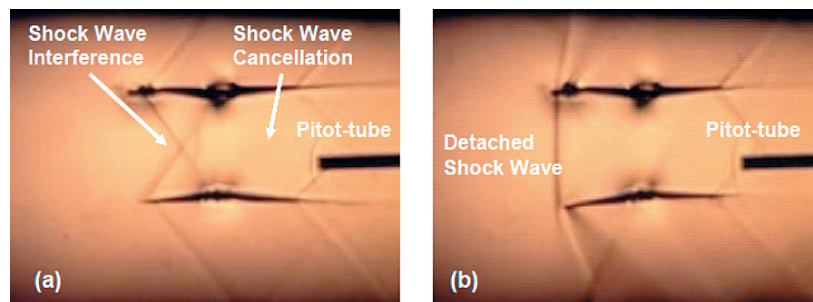 Shock Wave
Interference
Shock Wave
Cancellation
Pitot-tube
(a)
Detached
Shock Wave
Pitot-tube
(b)